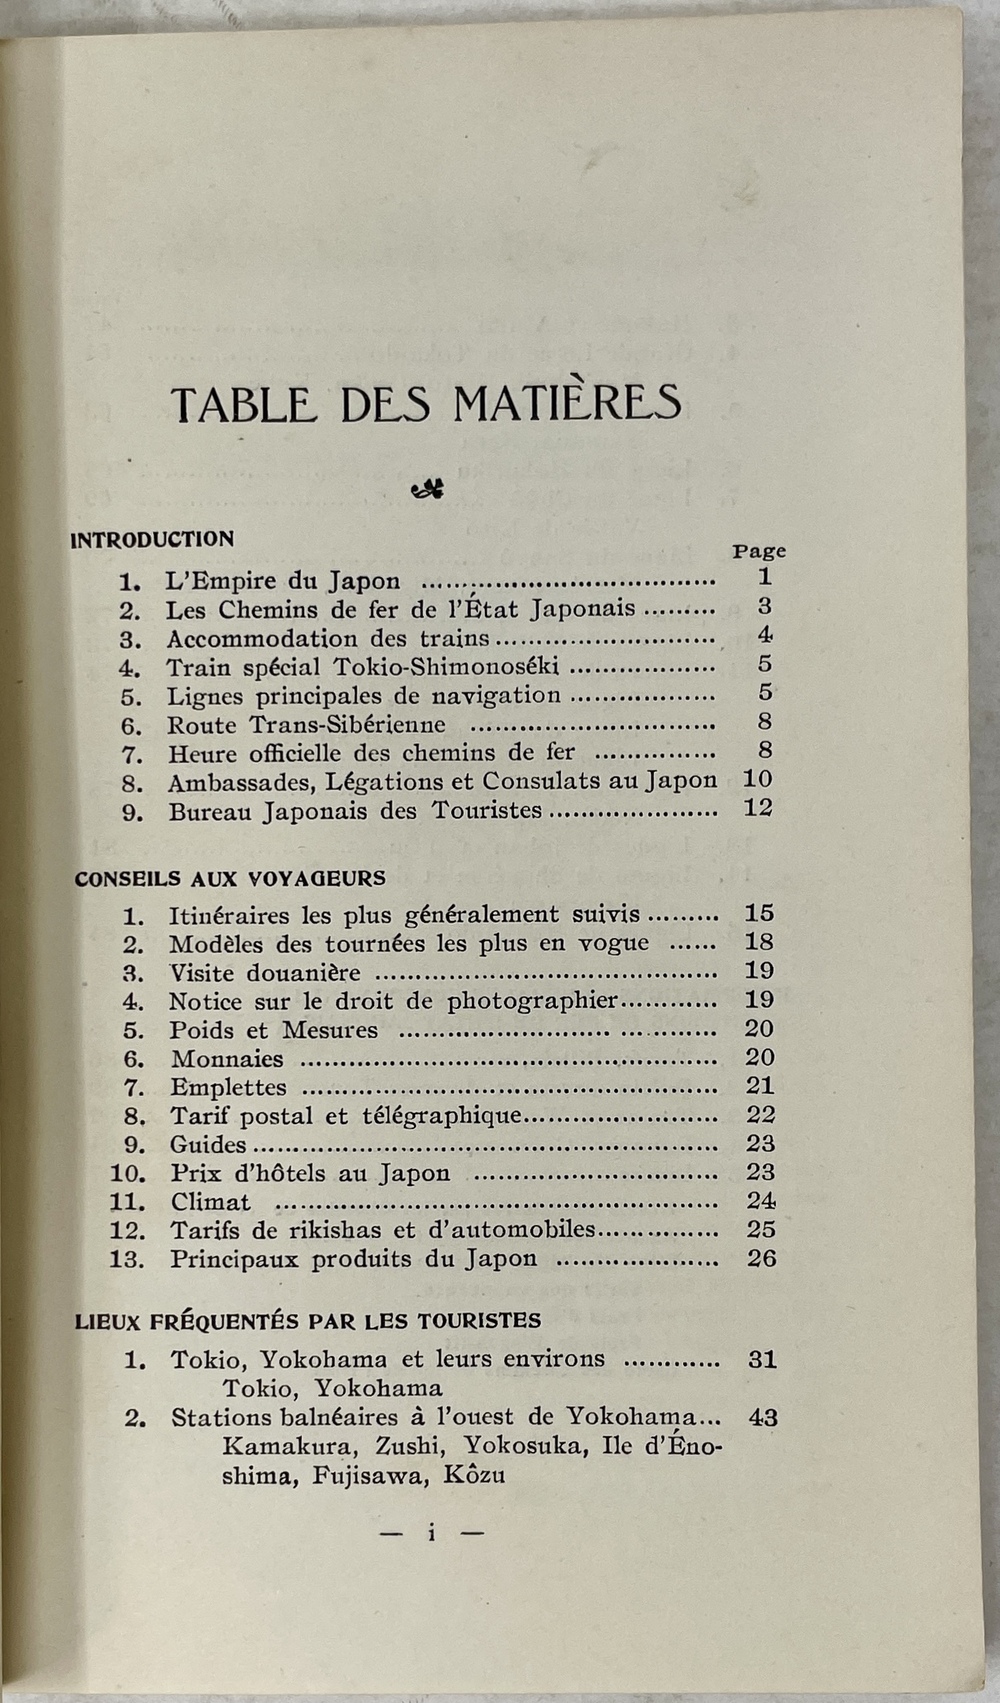 TABLE DES MATIÈRES
INTRODUCTION
Page
1. L'Empire du Japon ..................................... 1
2. Les Chemins de fer de l'État Japonais ......... 3
3. Accommodation des trains ............................ 4
4. Train spécial Tokio-Shimonoséki .................. 5
5. Lignes principales de navigation .................. 5
6. Route Trans-Sibérienne ............................... 8
7. Heure officielle des chemins de fer ............... 8
8. Ambassades, Légations et Consulats au Japon 10
9. Bureau Japonais des Touristes ..................... 12
CONSEILS AUX VOYAGEURS
1. Itinéraires les plus généralement suivis ......... 15
2. Modèles des tournées les plus en vogue ...... 18
3. Visite douanière ........................................... 19
4. Notice sur le droit de photographier ............ 19
5. Poids et Mesures ........................................ 20
6. Monnaies .................................................... 20
7. Emplettes .................................................... 21
8. Tarif postal et télégraphique ........................ 22
9. Guides .......................................................... 23
10. Prix d'hôtels au Japon ............................... 23
11. Climat ........................................................ 24
12. Tarifs de rikishas et d'automobiles ............... 25
13. Principaux produits du Japon ..................... 26
LIEUX FRÉQUENTÉS PAR LES TOURISTES
1. Tokio, Yokohama et leurs environs ............ 31
Tokio, Yokohama
2. Stations balnéaires à l'ouest de Yokohama... 43
Kamakura, Zushi, Yokosuka, Ile d'Éno-
shima, Fujisawa, Kôzu
— i —